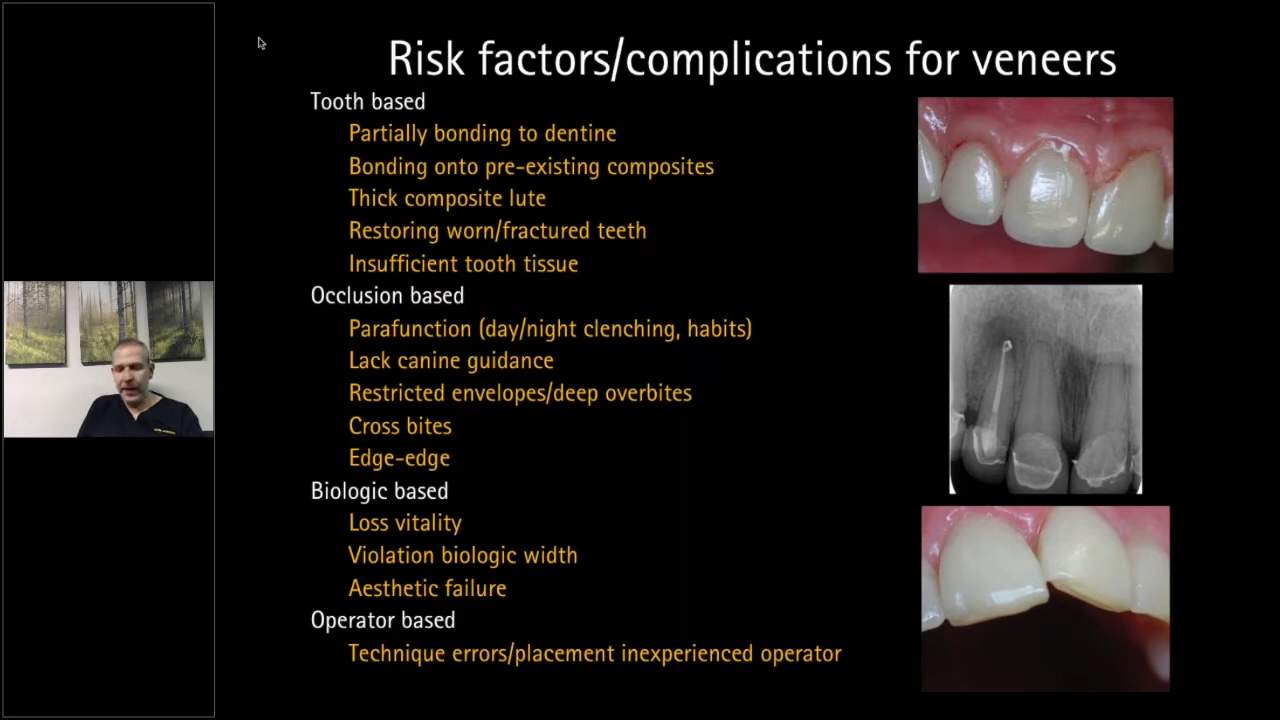 Risk factors/complications for veneers
Tooth based
Partially bonding to dentine
Bonding onto pre-existing composites
Thick composite lute
Restoring worn/fractured teeth
Insufficient tooth tissue
Occlusion based
Parafunction (day/night clenching, habits)
Lack canine guidance
Restricted envelopes/deep overbites
Cross bites
Edge-edge
Biologic based
Loss vitality
Violation biologic width
Aesthetic failure
Operator based
Technique errors/placement inexperienced operator